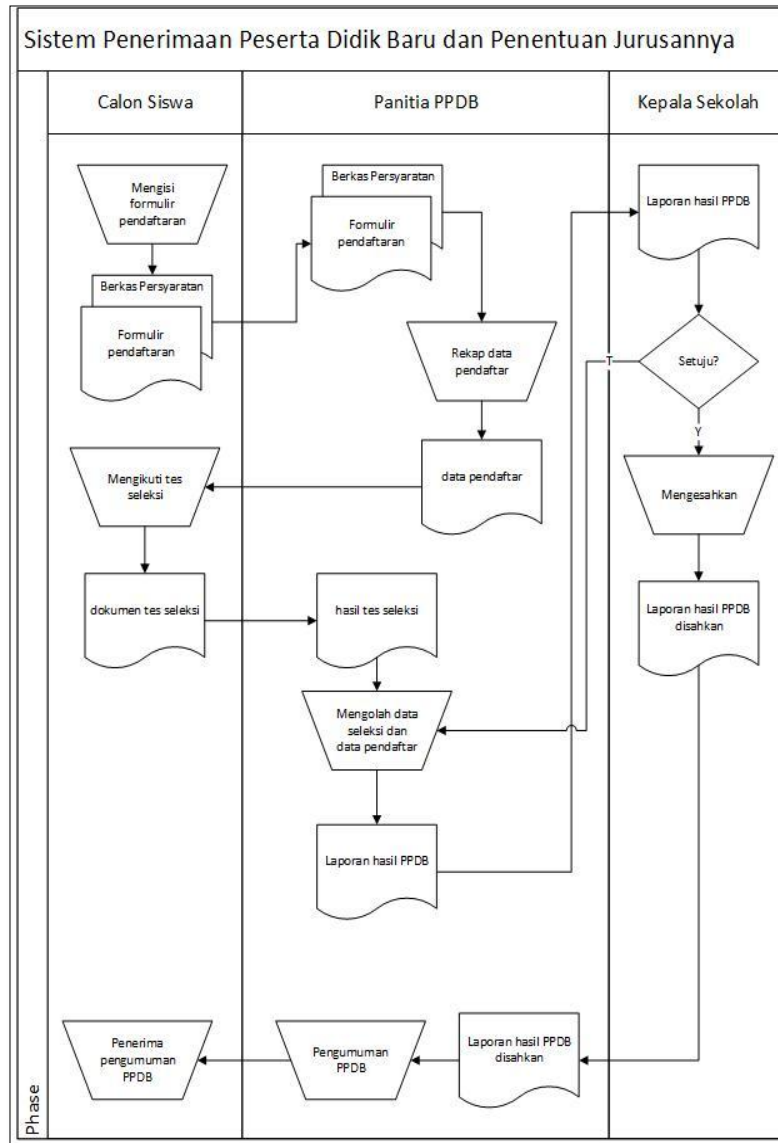 Sistem Penerimaan Peserta Didik Baru dan Penentuan Jurusannya
Calon Siswa
Panitia PPDB
Kepala Sekolah
Mengisi
formulir
pendaftaran
Berkas Persyaratan
Formulir
pendaftaran
Berkas Persyaratan
Formulir
pendaftaran
Laporan hasil PPDB
Rekap data
pendaftar
Setuju?
T
Y
Mengikuti tes
seleksi
data pendaftar
Mengesahkan
dokumen tes seleksi
hasil tes seleksi
Laporan hasil PPDB
disahkan
Mengolah data
seleksi dan
data pendaftar
Laporan hasil PPDB
Penerima
pengumuman
PPDB
Pengumuman
PPDB
Laporan hasil PPDB
disahkan
Phase